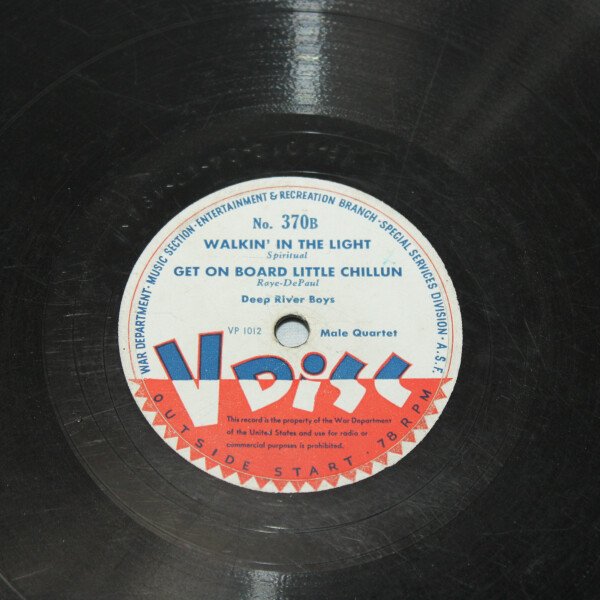 WAR DEPARTMENT - MUSIC SECTION - ENTERTAINMENT & RECREATION BRANCH - SPECIAL SERVICES DIVISION - A.S.F.
No. 370B
WALKIN' IN THE LIGHT
Spiritual
GET ON BOARD LITTLE CHILLUN
Raye-DePaul
Deep River Boys
VP 1012
Male Quartet
V DISC
This record is the property of the War Department
of the United States and use for radio or
commercial purposes is prohibited.
OUTSIDE START · 78 RPM